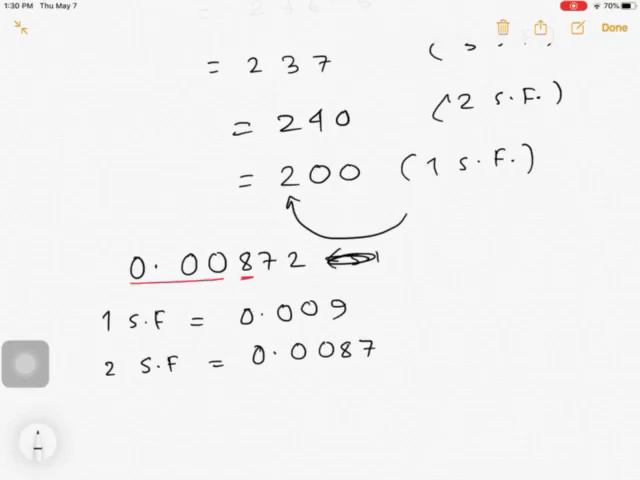 1:30 PM Thu May 7
70%
Done
= 237
= 240 (2 S.F.)
= 200 (1 S.F.)
0.00872
1 S.F = 0.009
2 S.F = 0.0087